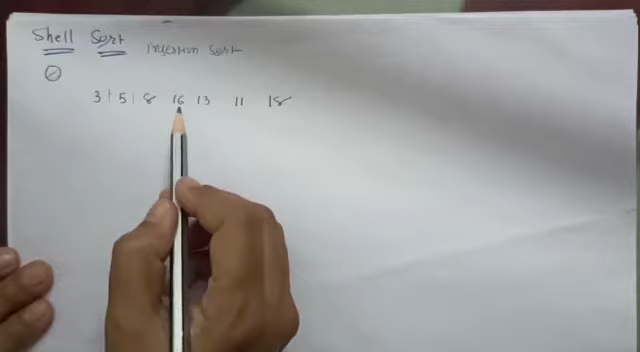 Shell Sort Insertion Sort
3 | 5 | 8 16 13 11 18